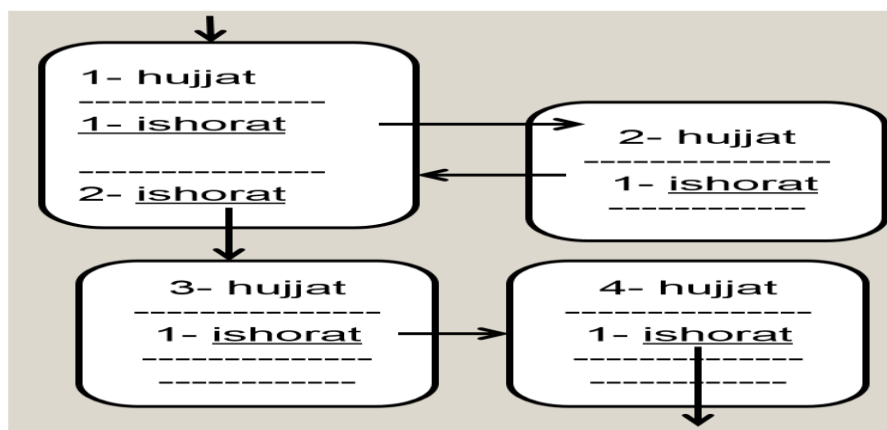 1- hujjat
1- ishorat
2- ishorat
2- hujjat
1- ishorat
3- hujjat
1- ishorat
4- hujjat
1- ishorat